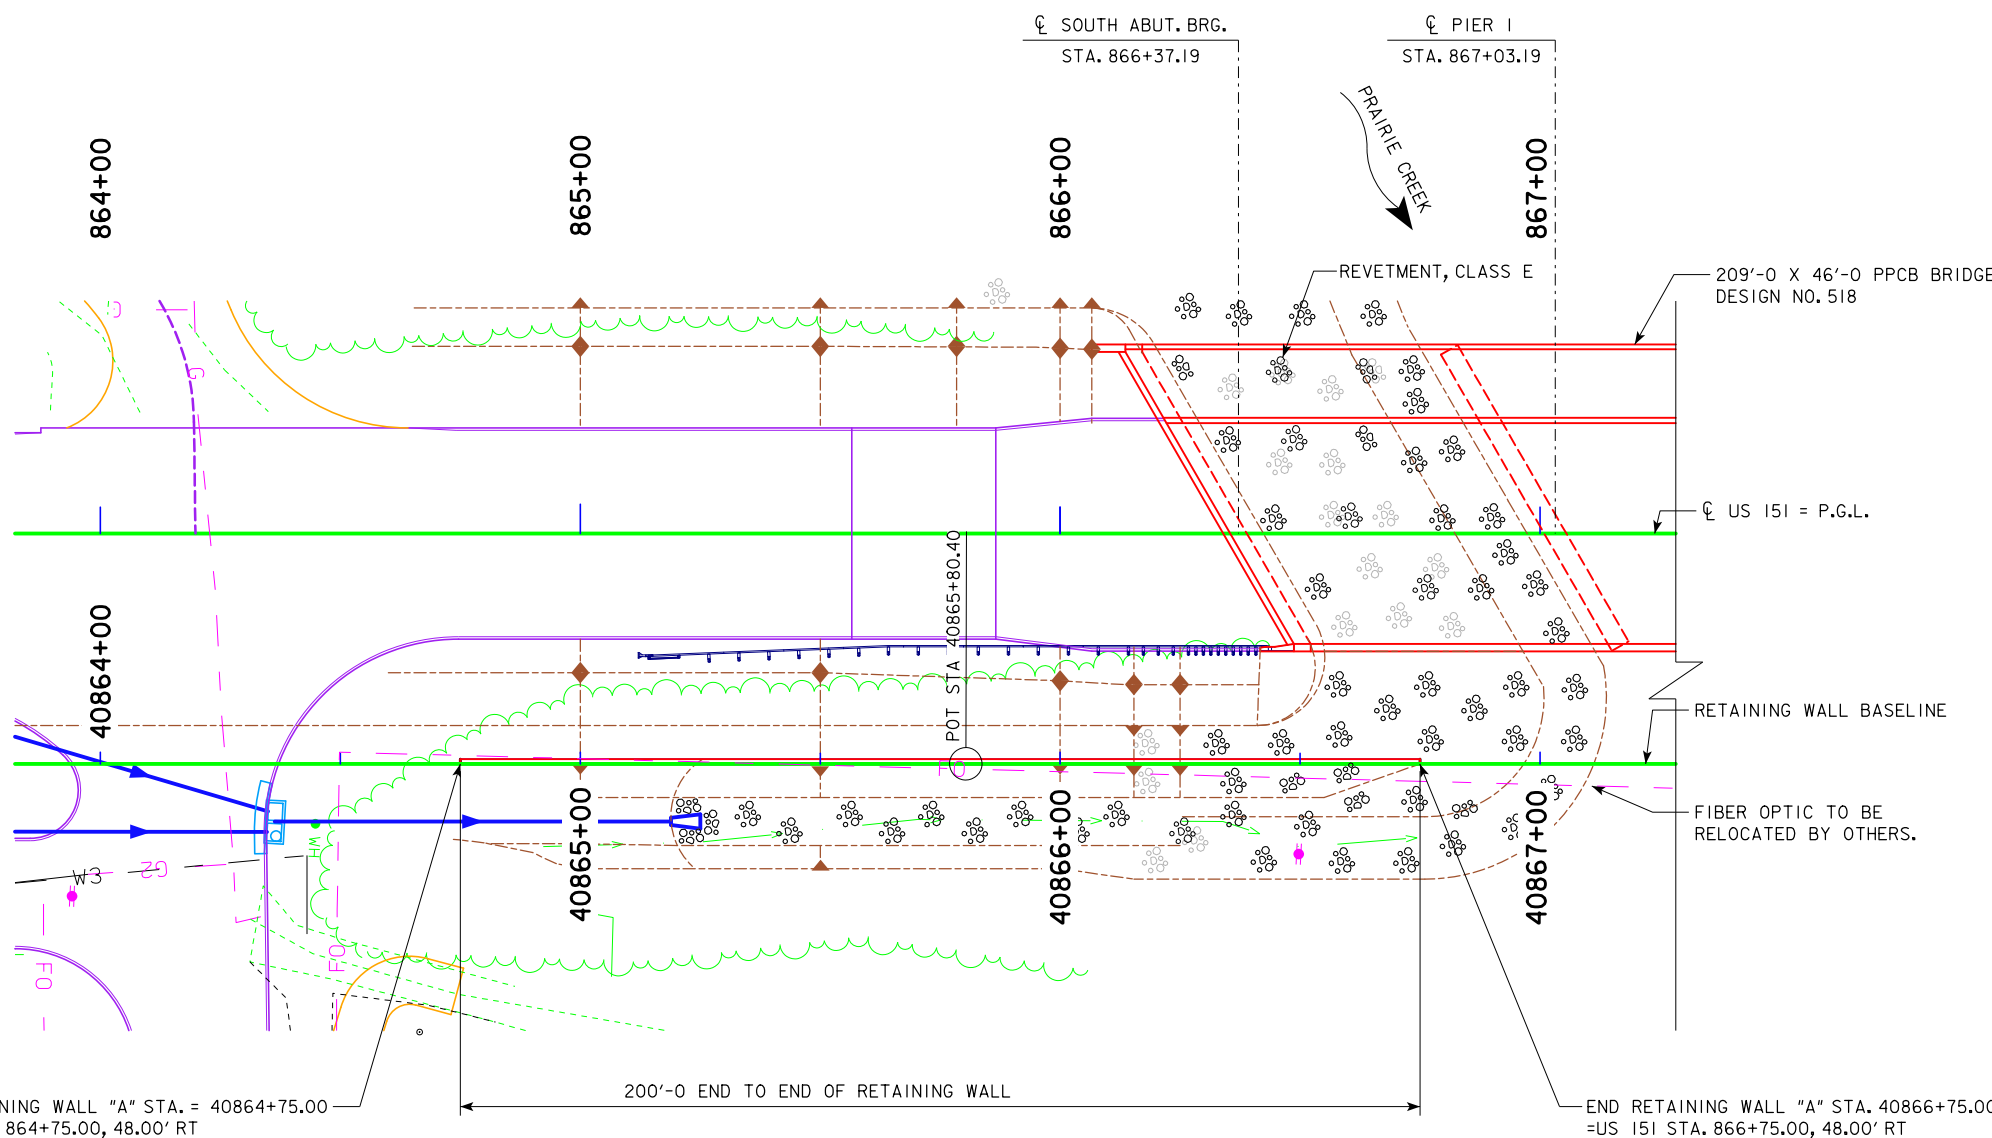 ℄ SOUTH ABUT. BRG.
STA. 866+37.19
℄ PIER 1
STA. 867+03.19
PRAIRIE CREEK
864+00
865+00
866+00
867+00
REVETMENT, CLASS E
209'-0 X 46'-0 PPCB BRIDGE
DESIGN NO. 518
G
G
℄ US 151 = P.G.L.
POT STA 40865+80.40
40864+00
RETAINING WALL BASELINE
FO
FIBER OPTIC TO BE
RELOCATED BY OTHERS.
40865+00
40866+00
40867+00
WH
W3
G2
FO
FO
200'-0 END TO END OF RETAINING WALL
NING WALL "A" STA. = 40864+75.00
864+75.00, 48.00' RT
END RETAINING WALL "A" STA. 40866+75.00
=US 151 STA. 866+75.00, 48.00' RT